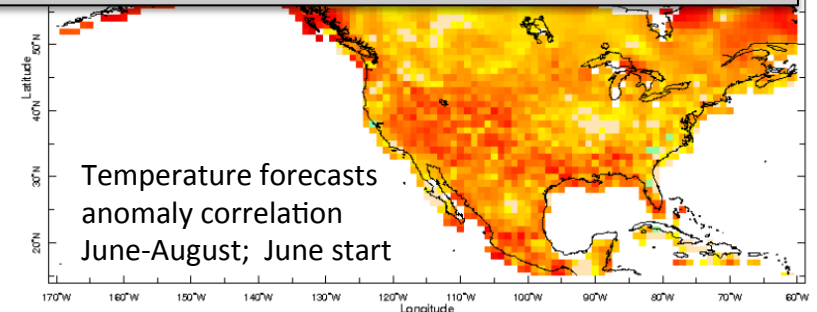 50°N
Latitude
40°N
30°N
20°N
Temperature forecasts
anomaly correlation
June-August; June start
170°W 160°W 150°W 140°W 130°W 120°W 110°W 100°W 90°W 80°W 70°W 60°W
Longitude